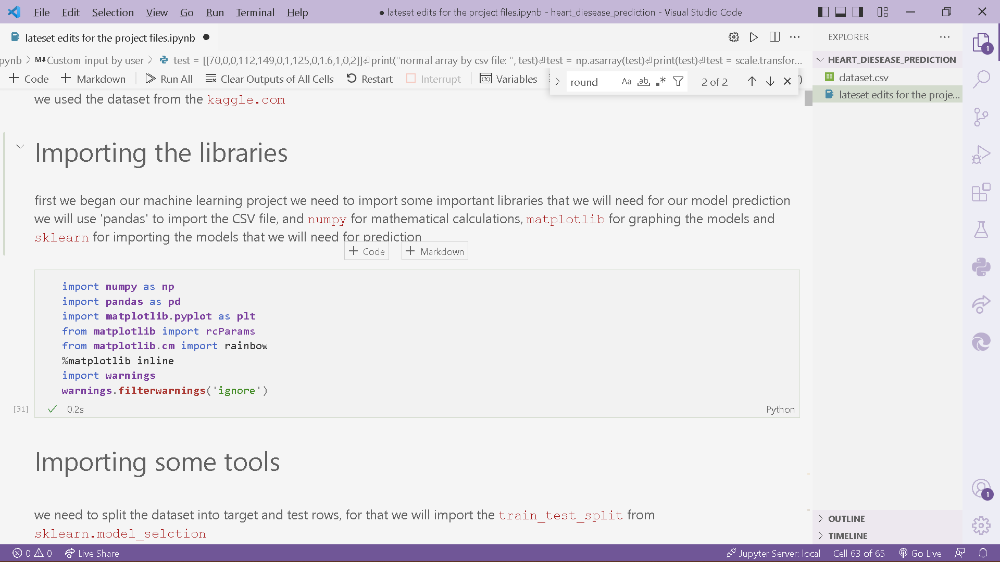 File Edit Selection View Go Run Terminal Help
● lateset edits for the project files.ipynb - heart_diesease_prediction - Visual Studio Code
lateset edits for the project files.ipynb ●
EXPLORER
pynb > M↓Custom input by user > test = [[70,0,0,112,149,0,1,125,0,1.6,1,0,2]]⏎print("normal array by csv file: ", test)⏎test = np.asarray(test)⏎print(test)⏎test = scale.transfor...
+ Code + Markdown Run All Clear Outputs of All Cells Restart Interrupt Variables
round Aa ab 2 of 2
HEART_DIESEASE_PREDICTION
dataset.csv
lateset edits for the proje...
1
we used the dataset from the kaggle.com
Importing the libraries
first we began our machine learning project we need to import some important libraries that we will need for our model prediction
we will use 'pandas' to import the CSV file, and numpy for mathematical calculations, matplotlib for graphing the models and
sklearn for importing the models that we will need for prediction
+ Code + Markdown
import numpy as np
import pandas as pd
import matplotlib.pyplot as plt
from matplotlib import rcParams
from matplotlib.cm import rainbow
%matplotlib inline
import warnings
warnings.filterwarnings('ignore')
[31] ✓ 0.2s Python
Importing some tools
we need to split the dataset into target and test rows, for that we will import the train_test_split from
sklearn.model_selction
1
OUTLINE
TIMELINE
0 0 Live Share Jupyter Server: local Cell 63 of 65 Go Live